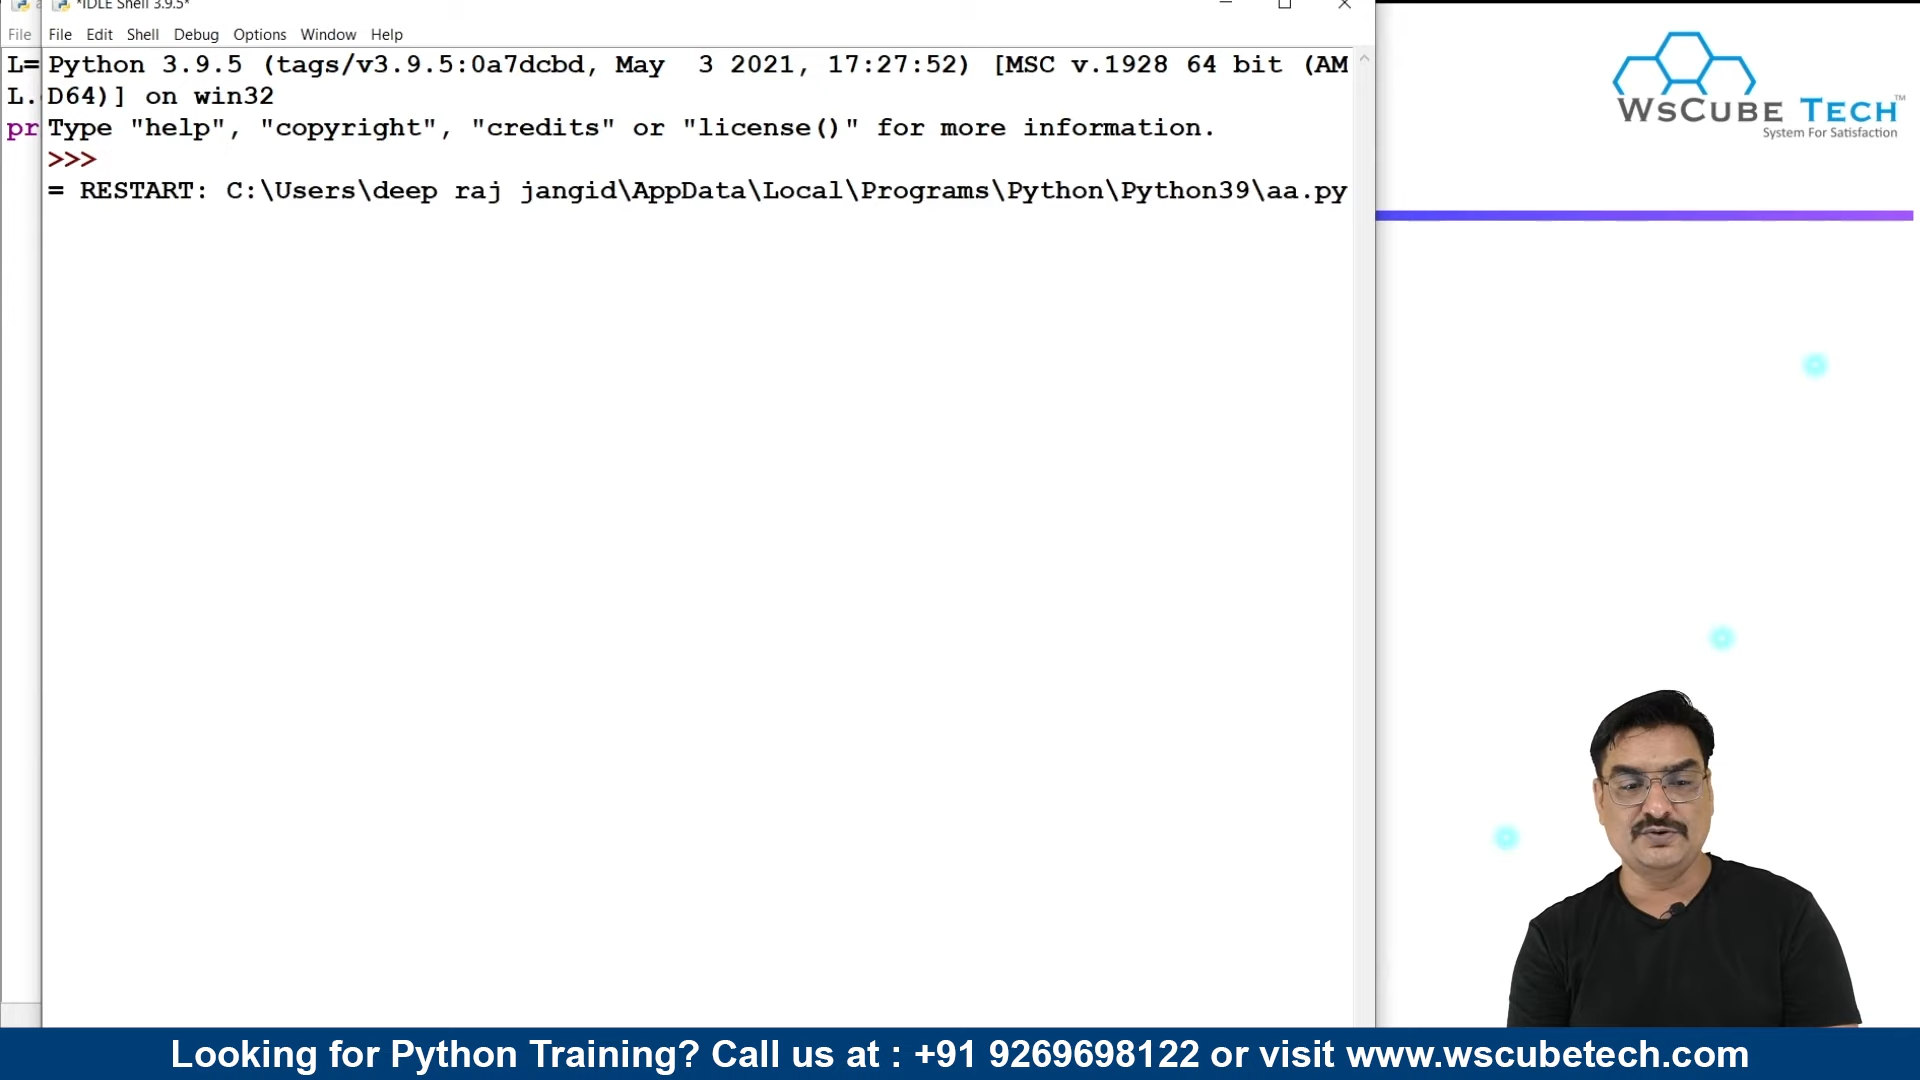 *IDLE Shell 3.9.5*
File
File Edit Shell Debug Options Window Help
L=
Python 3.9.5 (tags/v3.9.5:0a7dcbd, May  3 2021, 17:27:52) [MSC v.1928 64 bit (AM
L.
D64)] on win32
pr
Type "help", "copyright", "credits" or "license()" for more information.
>>>
= RESTART: C:\Users\deep raj jangid\AppData\Local\Programs\Python\Python39\aa.py
WsCube Tech™
System For Satisfaction
Looking for Python Training? Call us at : +91 9269698122 or visit www.wscubetech.com